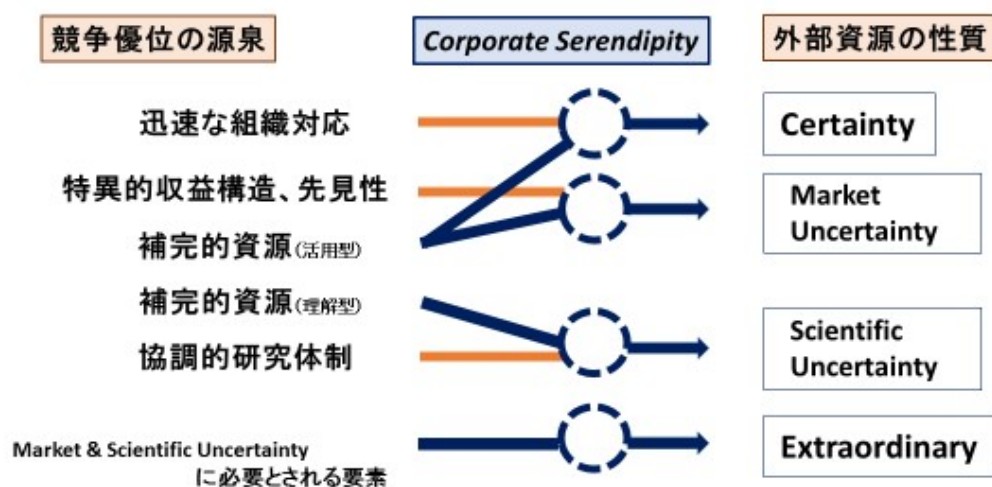 競争優位の源泉
Corporate Serendipity
外部資源の性質
迅速な組織対応
Certainty
特異的収益構造、先見性
Market
Uncertainty
補完的資源(活用型)
補完的資源(理解型)
Scientific
Uncertainty
協調的研究体制
Market & Scientific Uncertainty
に必要とされる要素
Extraordinary